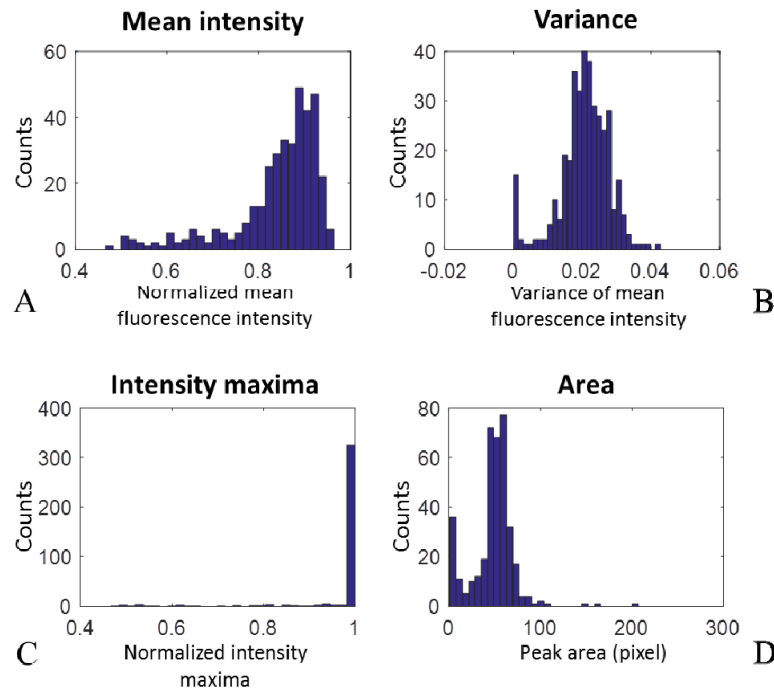 Mean intensity
60
40
20
0
Counts
0.4 0.6 0.8 1
Normalized mean
fluorescence intensity
A
Variance
40
30
20
10
0
Counts
-0.02 0 0.02 0.04 0.06
Variance of mean
fluorescence intensity
B
Intensity maxima
400
300
200
100
0
Counts
0.4 0.6 0.8 1
Normalized intensity
maxima
C
Area
80
60
40
20
0
Counts
0 100 200 300
Peak area (pixel)
D